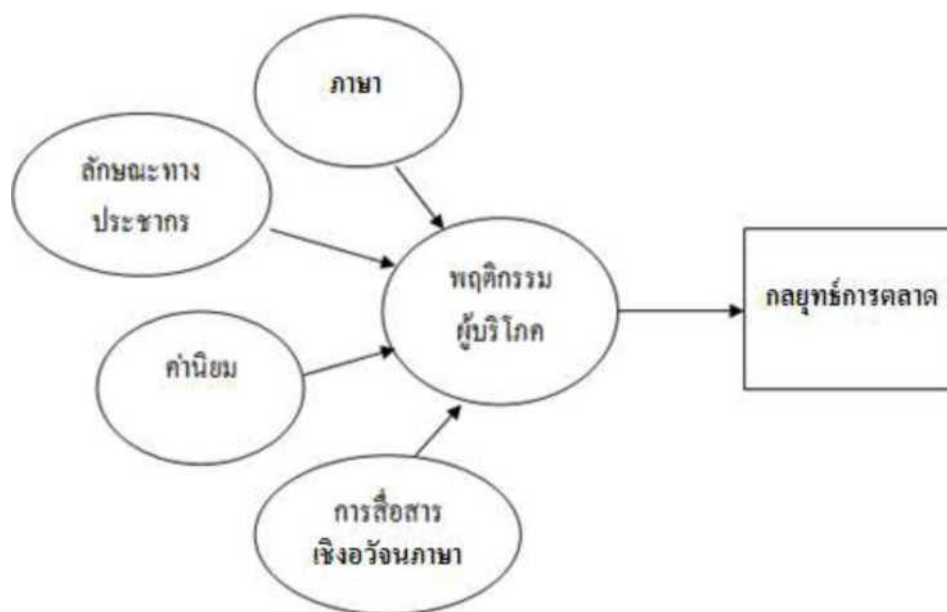 ภาษา
ลักษณะทาง
ประชากร
พฤติกรรม
ผู้บริโภค
กลยุทธ์การตลาด
ค่านิยม
การสื่อสาร
เชิงอวัจนภาษา